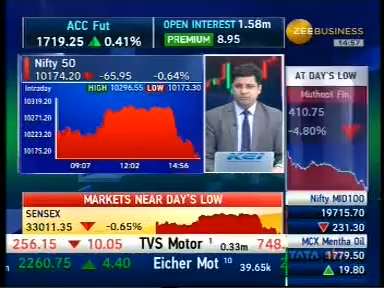 ACC Fut
1719.25 0.41%
OPEN INTEREST 1.58m
PREMIUM 8.95
ZEEBUSINESS
14:57
Nifty 50
10174.20 -65.95 -0.64%
Intraday HIGH 10296.55 LOW 10173.30
10319.20
10271.20
10223.20
10175.20
09:07 12:02 14:56
KEI
AT DAY'S LOW
Muthoot Fin
410.75
-4.80%
MARKETS NEAR DAY'S LOW
SENSEX
33011.35 -0.65%
Nifty MID100
19715.70
231.30
MCX Mentha Oil
1779.50
19.80
256.15 10.05 TVS Motor 1 0.33m 748.
2260.75 4.40 Eicher Mot 10 39.65k